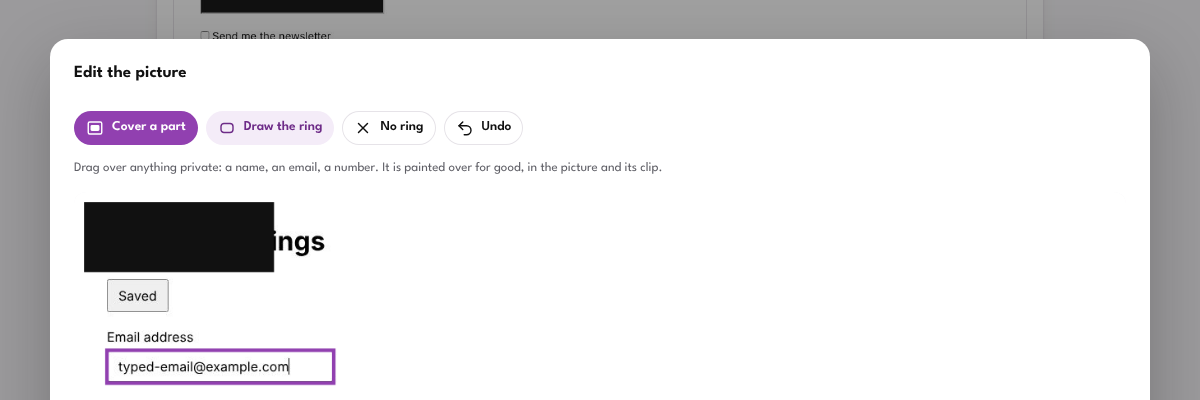 Send me the newsletter
Edit the picture
Cover a part
Draw the ring
No ring
Undo
Drag over anything private: a name, an email, a number. It is painted over for good, in the picture and its clip.
ings
Saved
Email address
typed-email@example.com